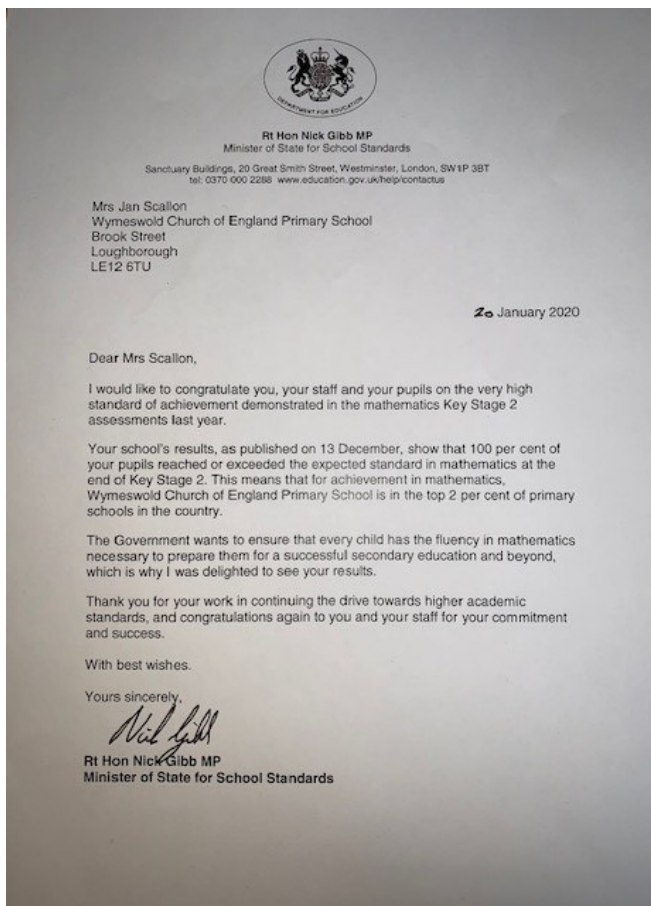 DEPARTMENT FOR EDUCATION
Rt Hon Nick Gibb MP
Minister of State for School Standards
Sanctuary Buildings, 20 Great Smith Street, Westminster, London, SW1P 3BT
tel: 0370 000 2288 www.education.gov.uk/help/contactus
Mrs Jan Scallon
Wymeswold Church of England Primary School
Brook Street
Loughborough
LE12 6TU
20 January 2020
Dear Mrs Scallon,
I would like to congratulate you, your staff and your pupils on the very high
standard of achievement demonstrated in the mathematics Key Stage 2
assessments last year.
Your school's results, as published on 13 December, show that 100 per cent of
your pupils reached or exceeded the expected standard in mathematics at the
end of Key Stage 2. This means that for achievement in mathematics,
Wymeswold Church of England Primary School is in the top 2 per cent of primary
schools in the country.
The Government wants to ensure that every child has the fluency in mathematics
necessary to prepare them for a successful secondary education and beyond,
which is why I was delighted to see your results.
Thank you for your work in continuing the drive towards higher academic
standards, and congratulations again to you and your staff for your commitment
and success.
With best wishes.
Yours sincerely,
Nick Gibb
Rt Hon Nick Gibb MP
Minister of State for School Standards